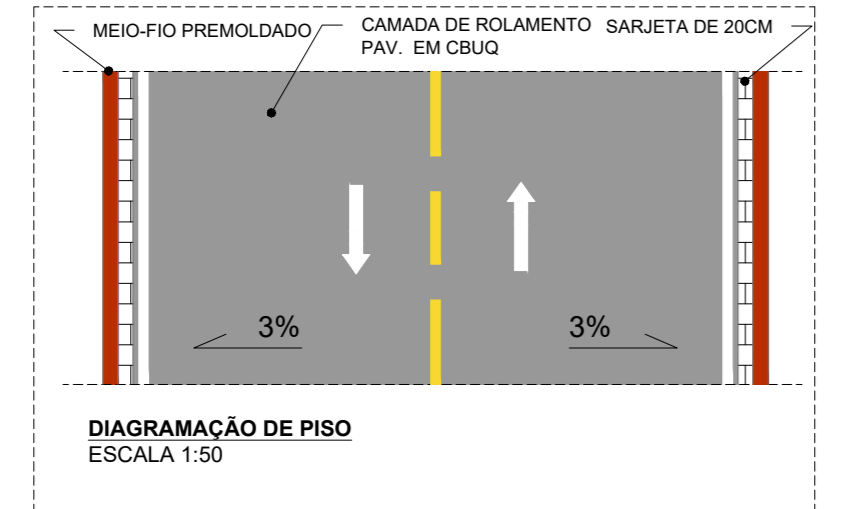 MEIO-FIO PREMOLDADO
CAMADA DE ROLAMENTO
PAV. EM CBUQ
SARJETA DE 20CM
3%
3%
DIAGRAMAÇÃO DE PISO
ESCALA 1:50